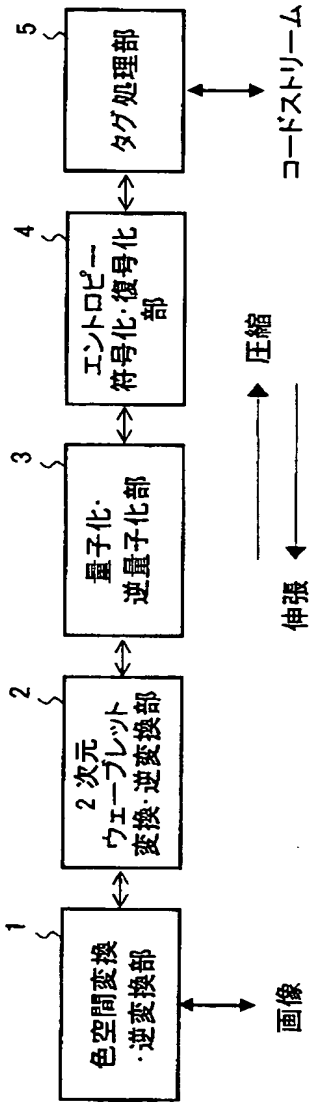 1
色空間変換
・逆変換部
画像
2
2次元
ウェーブレット
変換・逆変換部
3
量子化・
逆量子化部
4
エントロピー
符号化・復号化
部
5
タグ処理部
コードストリーム
圧縮
伸張